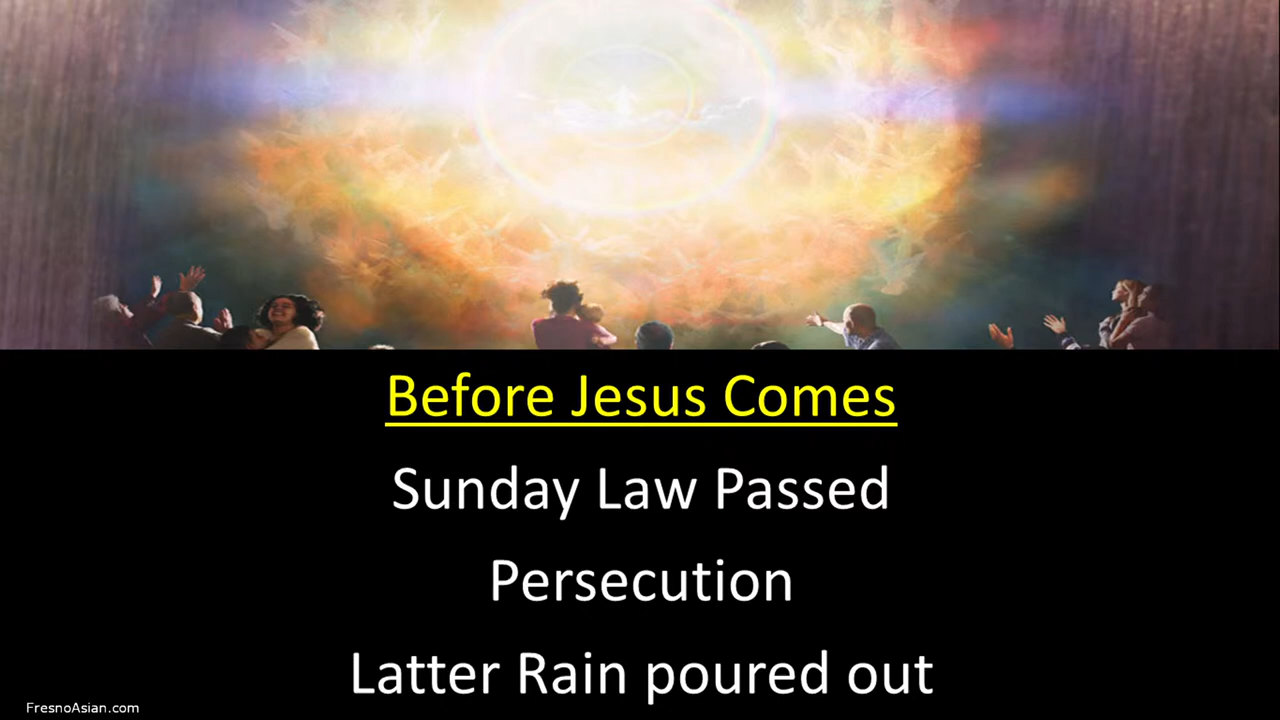 Before Jesus Comes
Sunday Law Passed
Persecution
Latter Rain poured out
FresnoAsian.com